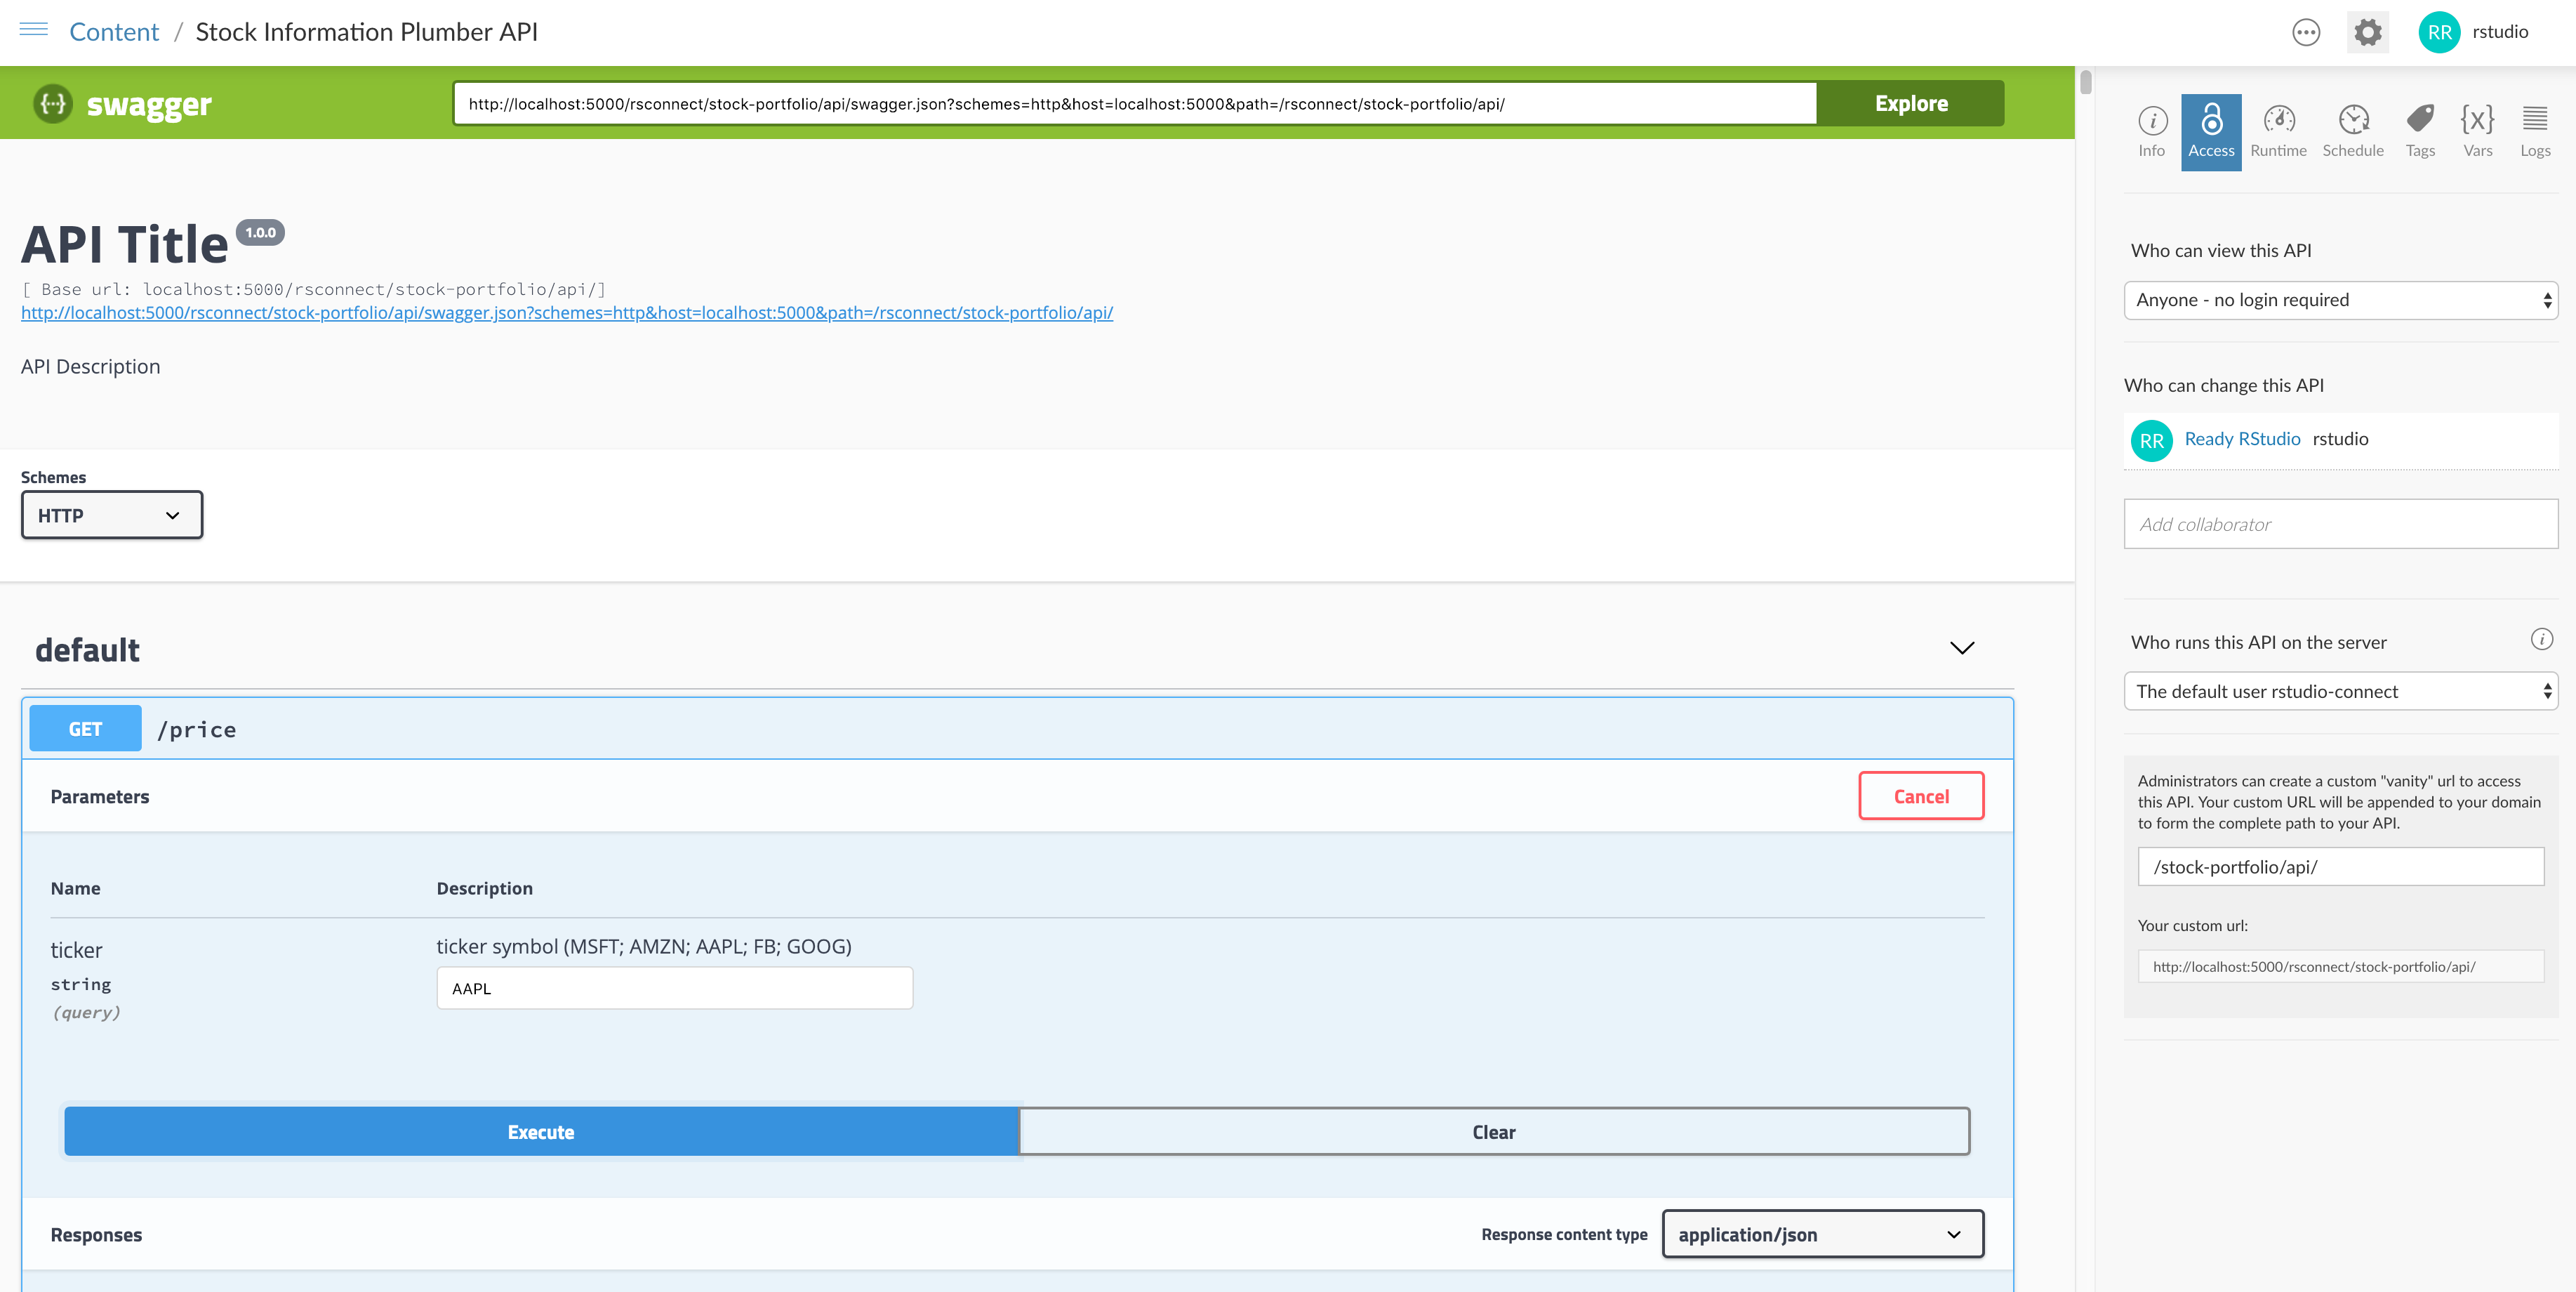 Content / Stock Information Plumber API
RR rstudio
{···} swagger
http://localhost:5000/rsconnect/stock-portfolio/api/swagger.json?schemes=http&host=localhost:5000&path=/rsconnect/stock-portfolio/api/
Explore
API Title 1.0.0
[ Base url: localhost:5000/rsconnect/stock-portfolio/api/]
http://localhost:5000/rsconnect/stock-portfolio/api/swagger.json?schemes=http&host=localhost:5000&path=/rsconnect/stock-portfolio/api/
API Description
Schemes
HTTP
default
GET /price
Parameters
Cancel
Name Description
ticker
string
(query)
ticker symbol (MSFT; AMZN; AAPL; FB; GOOG)
AAPL
Execute
Clear
Responses
Response content type application/json
i {x}
Info Access Runtime Schedule Tags Vars Logs
Who can view this API
Anyone - no login required
Who can change this API
RR Ready RStudio rstudio
Add collaborator
Who runs this API on the server i
The default user rstudio-connect
Administrators can create a custom "vanity" url to access
this API. Your custom URL will be appended to your domain
to form the complete path to your API.
/stock-portfolio/api/
Your custom url:
http://localhost:5000/rsconnect/stock-portfolio/api/